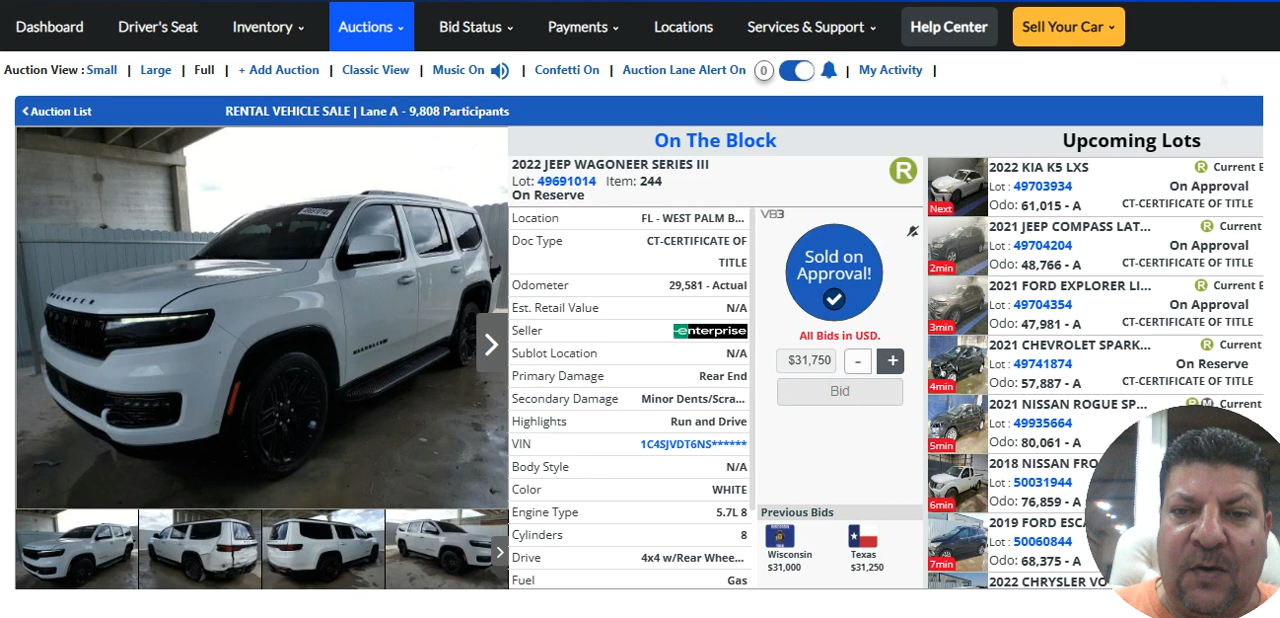 Dashboard Driver's Seat Inventory Auctions Bid Status Payments Locations Services & Support Help Center Sell Your Car
Auction View : Small | Large | Full | + Add Auction | Classic View | Music On | Confetti On | Auction Lane Alert On 0 | My Activity |
Auction List RENTAL VEHICLE SALE | Lane A - 9,808 Participants
On The Block
2022 JEEP WAGONEER SERIES III
Lot: 49691014 Item: 244
On Reserve
R
Location FL - WEST PALM B...
Doc Type CT-CERTIFICATE OF
TITLE
Odometer 29,581 - Actual
Est. Retail Value N/A
Seller enterprise
Sublot Location N/A
Primary Damage Rear End
Secondary Damage Minor Dents/Scra...
Highlights Run and Drive
VIN 1C4SJVDT6NS******
Body Style N/A
Color WHITE
Engine Type 5.7L 8
Cylinders 8
Drive 4x4 w/Rear Whee...
Fuel Gas
VB3
Sold on
Approval!
All Bids in USD.
$31,750 - +
Bid
Previous Bids
Wisconsin Texas
$31,000 $31,250
Upcoming Lots
2022 KIA K5 LXS R Current
Lot : 49703934 On Approval
Odo: 61,015 - A CT-CERTIFICATE OF TITLE
Next
2021 JEEP COMPASS LAT... R Current
Lot : 49704204 On Approval
Odo: 48,766 - A CT-CERTIFICATE OF TITLE
2min
2021 FORD EXPLORER LI... R Current
Lot : 49704354 On Approval
Odo: 47,981 - A CT-CERTIFICATE OF TITLE
3min
2021 CHEVROLET SPARK... R Current
Lot : 49741874 On Reserve
Odo: 57,887 - A CT-CERTIFICATE OF TITLE
4min
2021 NISSAN ROGUE SP... R M Current
Lot : 49935664
Odo: 80,061 - A
5min
2018 NISSAN FRO
Lot : 50031944
Odo: 76,859 - A
6min
2019 FORD ESCA
Lot : 50060844
Odo: 68,375 - A
7min
2022 CHRYSLER VO